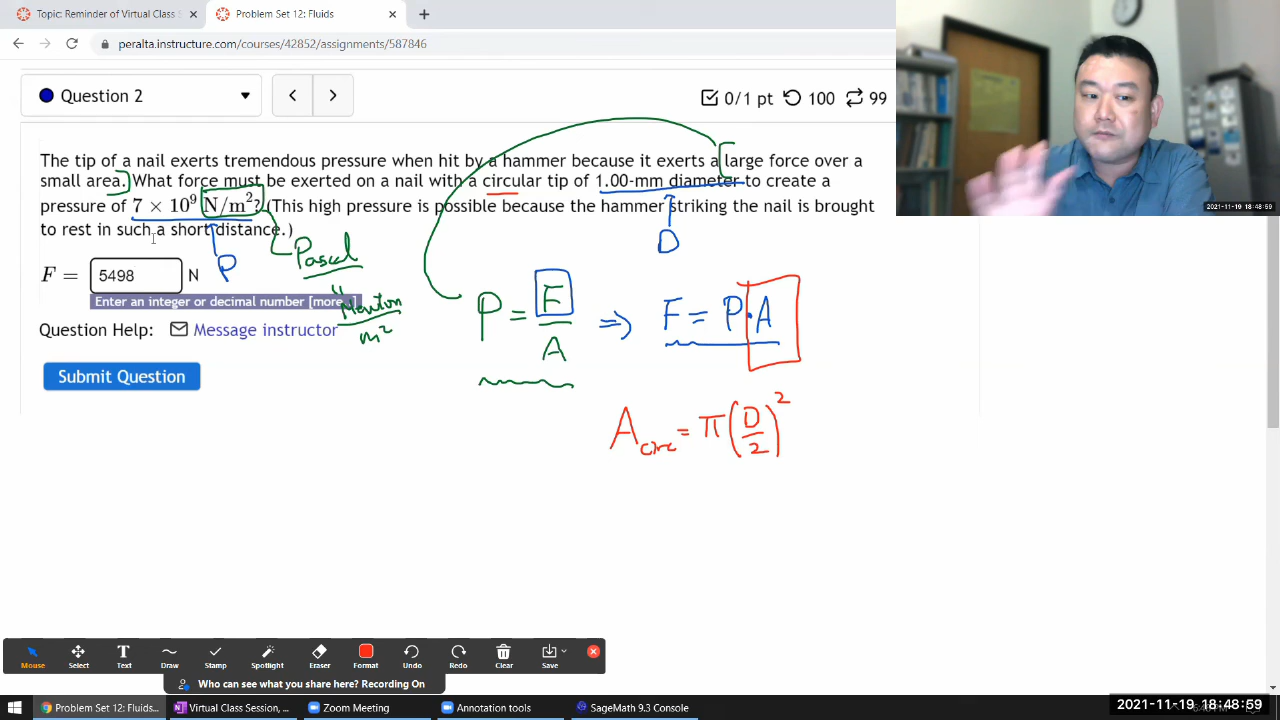 Topic: Reminder of Virtual Class S
Problem Set 12: Fluids
peralta.instructure.com/courses/42852/assignments/587846
Question 2
0/1 pt 100 99
The tip of a nail exerts tremendous pressure when hit by a hammer because it exerts a large force over a
small area. What force must be exerted on a nail with a circular tip of 1.00-mm diameter to create a
pressure of 7 × 10⁹ N/m²? (This high pressure is possible because the hammer striking the nail is brought
to rest in such a short distance.)
D
Pascal
P
F = 5498 N
Enter an integer or decimal number [more..]
Newton
m²
P = F/A ⇒ F = P·A
Question Help: Message instructor
Submit Question
A circ = π(D/2)²
Mouse Select Text Draw Stamp Spotlight Eraser Format Undo Redo Clear Save
Who can see what you share here? Recording On
Problem Set 12: Fluids... Virtual Class Session, ... Zoom Meeting Annotation tools SageMath 9.3 Console
2021-11-19 18:48:59
2021-11-19 18:48:59